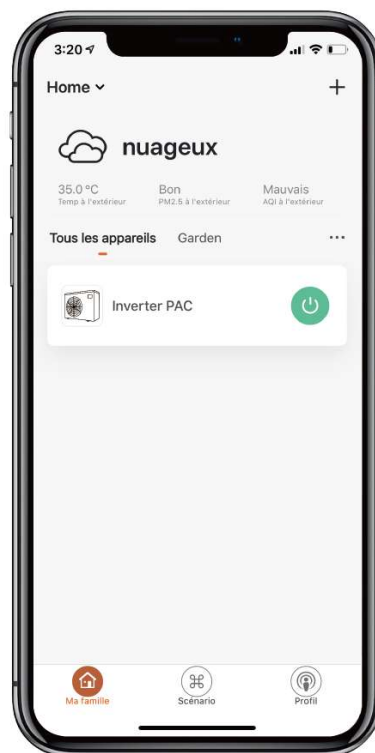 3:20
Home
nuageux
35.0 °C Bon Mauvais
Temp à l'extérieur PM2.5 à l'extérieur AQI à l'extérieur
Tous les appareils Garden
Inverter PAC
Ma famille Scénario Profil